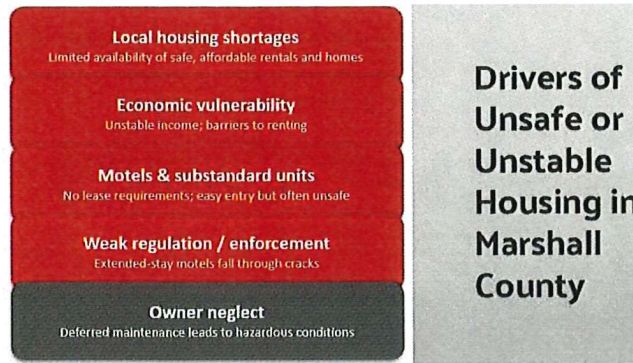 Local housing shortages
Limited availability of safe, affordable rentals and homes
Economic vulnerability
Unstable income; barriers to renting
Motels & substandard units
No lease requirements; easy entry but often unsafe
Weak regulation / enforcement
Extended-stay motels fall through cracks
Owner neglect
Deferred maintenance leads to hazardous conditions
Drivers of
Unsafe or
Unstable
Housing in
Marshall
County